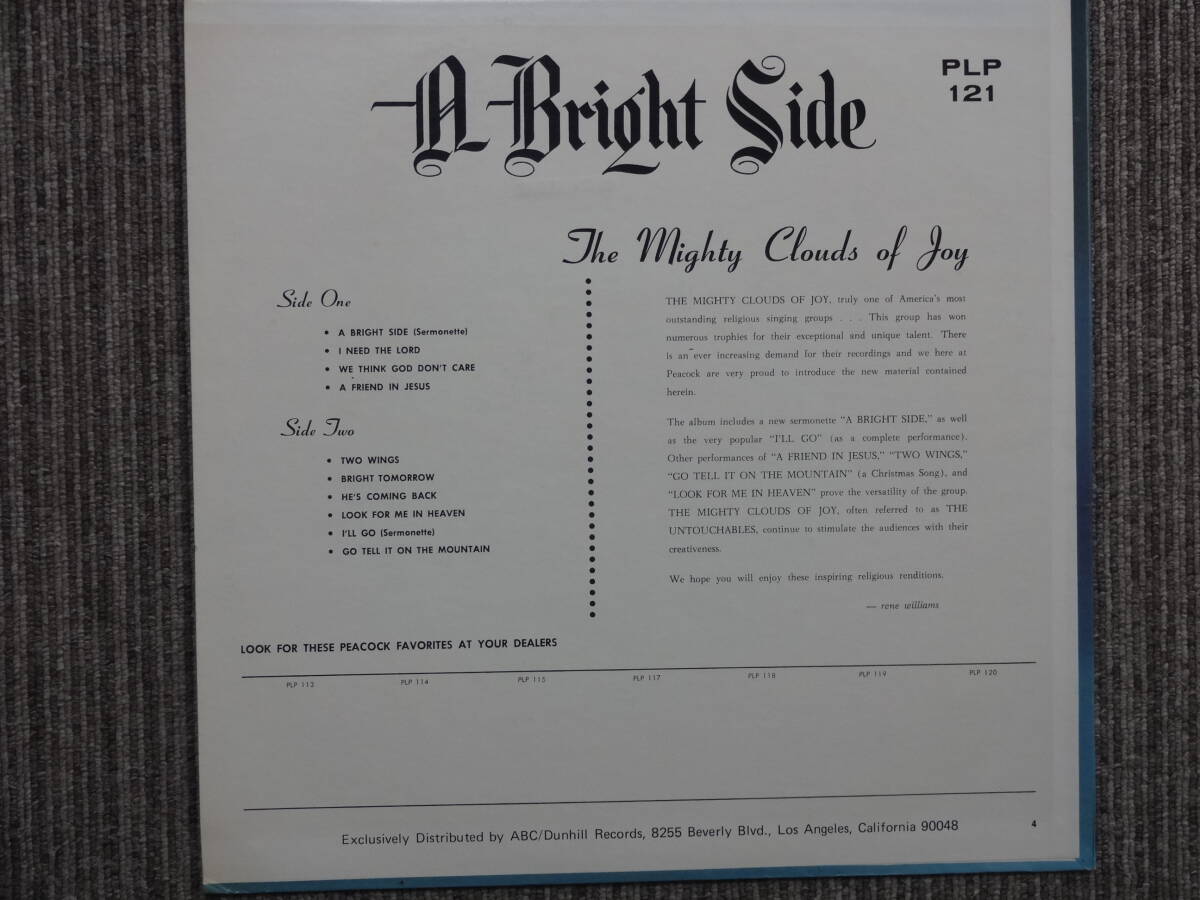 A Bright Side
PLP
121
The Mighty Clouds of Joy
Side One
• A BRIGHT SIDE (Sermonette)
• I NEED THE LORD
• WE THINK GOD DON'T CARE
• A FRIEND IN JESUS
Side Two
• TWO WINGS
• BRIGHT TOMORROW
• HE'S COMING BACK
• LOOK FOR ME IN HEAVEN
• I'LL GO (Sermonette)
• GO TELL IT ON THE MOUNTAIN
THE MIGHTY CLOUDS OF JOY, truly one of America's most
outstanding religious singing groups . . . This group has won
numerous trophies for their exceptional and unique talent. There
is an ever increasing demand for their recordings and we here at
Peacock are very proud to introduce the new material contained
herein.
The album includes a new sermonette "A BRIGHT SIDE," as well
as the very popular "I'LL GO" (as a complete performance).
Other performances of "A FRIEND IN JESUS," "TWO WINGS,"
"GO TELL IT ON THE MOUNTAIN" (a Christmas Song), and
"LOOK FOR ME IN HEAVEN" prove the versatility of the group.
THE MIGHTY CLOUDS OF JOY, often referred to as THE
UNTOUCHABLES, continue to stimulate the audiences with their
creativeness.
We hope you will enjoy these inspiring religious renditions.
— rene williams
LOOK FOR THESE PEACOCK FAVORITES AT YOUR DEALERS
PLP 113 PLP 114 PLP 115 PLP 117 PLP 118 PLP 119 PLP 120
Exclusively Distributed by ABC/Dunhill Records, 8255 Beverly Blvd., Los Angeles, California 90048
4